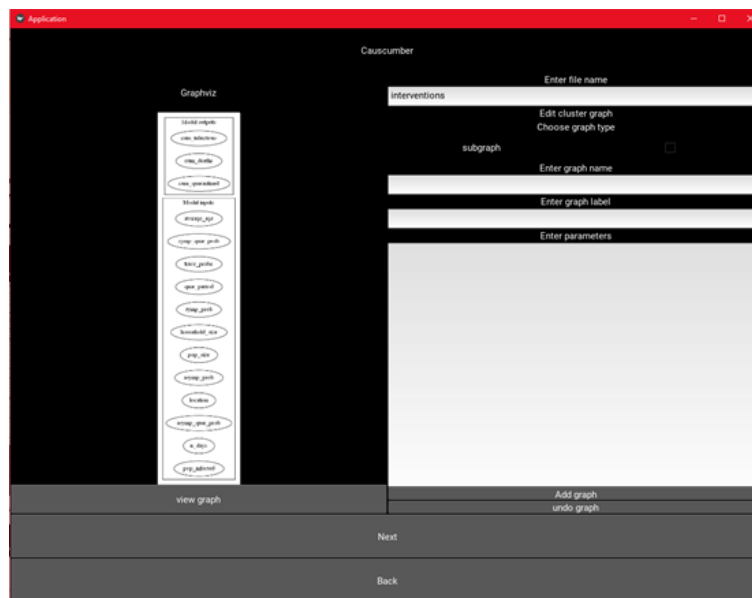 Application
Causcumber
Graphviz
Model outputs
cum_infections
cum_deaths
cum_quarantined
Model inputs
average_age
symp_quar_prob
trace_probs
quar_period
symp_prob
household_size
pop_size
asymp_prob
location
asymp_quar_prob
n_days
pop_infected
view graph
Enter file name
interventions
Edit cluster graph
Choose graph type
subgraph
Enter graph name
Enter graph label
Enter parameters
Add graph
undo graph
Next
Back